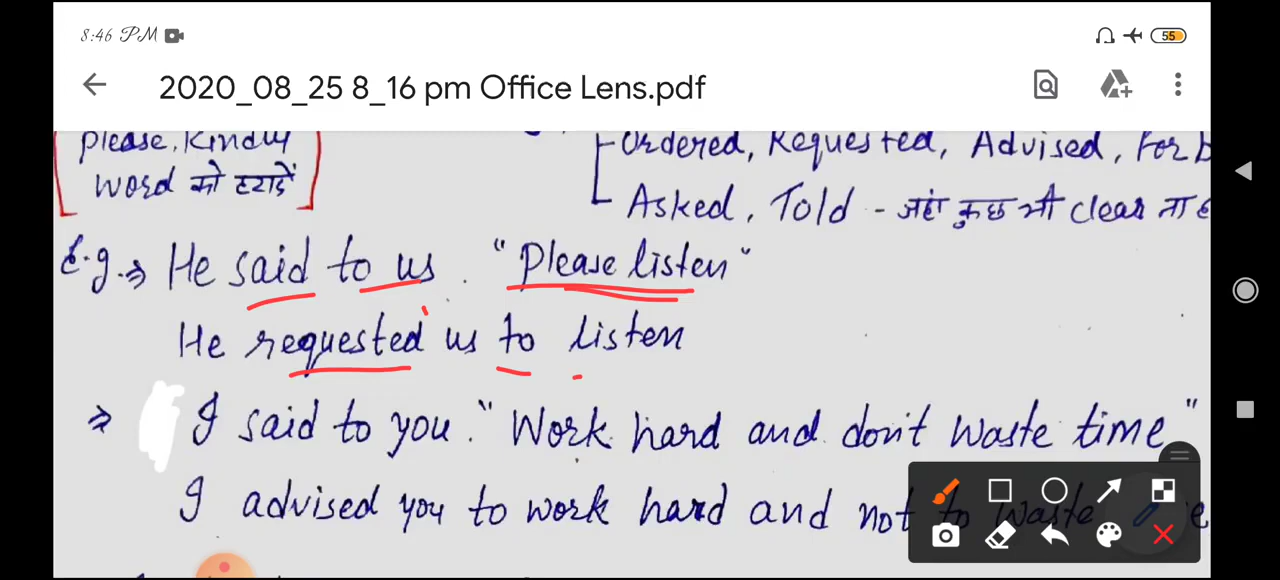 8:46 PM
55
2020_08_25 8_16 pm Office Lens.pdf
please, Kindly
word को हटादें
Ordered, Requested, Advised, Forb
Asked, Told - जहां कुछ भी clear ना ह
E.g. ⇒ He said to us. "Please listen"
He requested us to listen
⇒ I said to you. "Work hard and don't waste time"
I advised you to work hard and not to waste